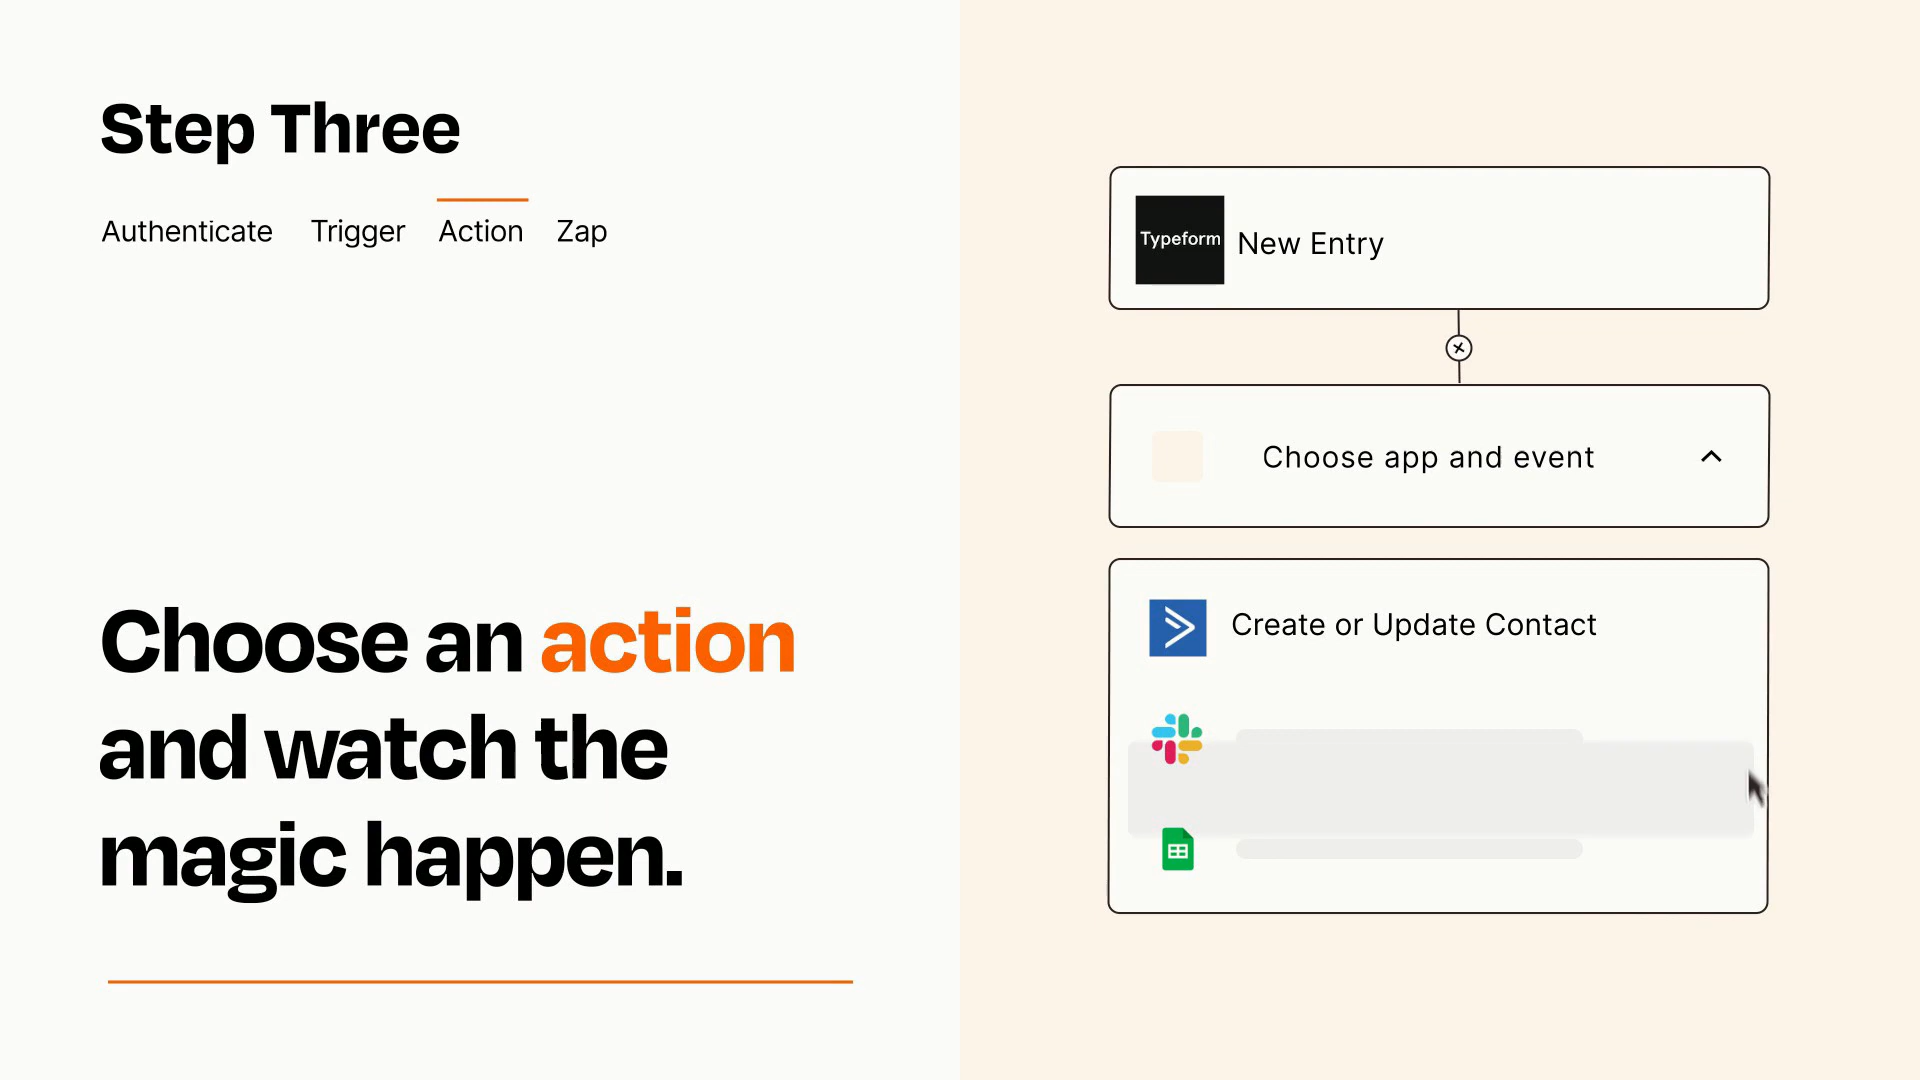 Step Three
Authenticate Trigger Action Zap
Choose an action
and watch the
magic happen.
Typeform New Entry
Choose app and event
Create or Update Contact